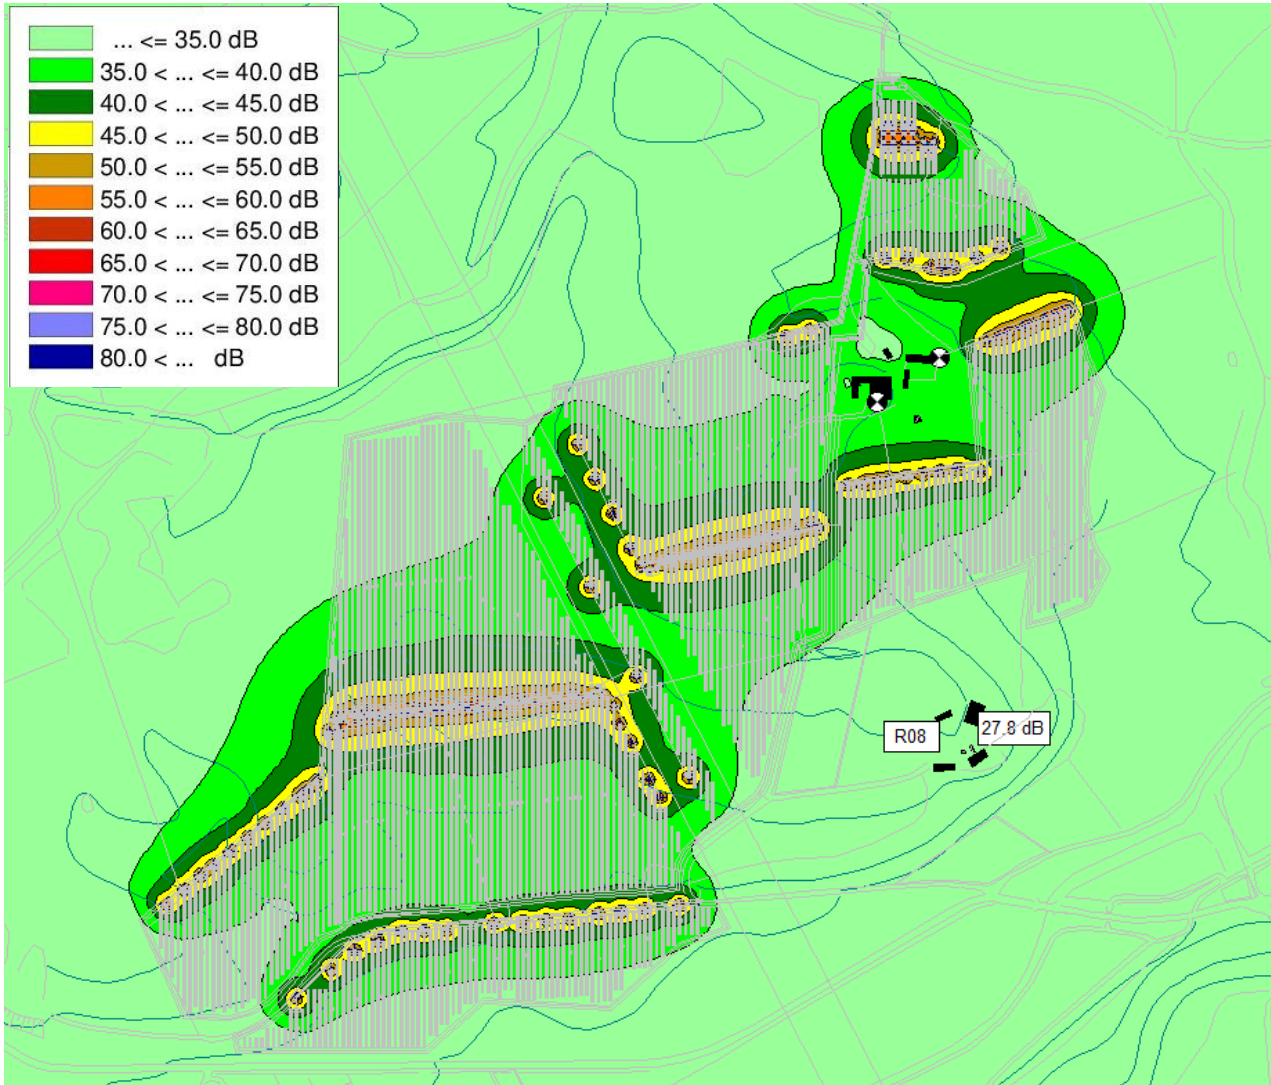 ... <= 35.0 dB
35.0 < ... <= 40.0 dB
40.0 < ... <= 45.0 dB
45.0 < ... <= 50.0 dB
50.0 < ... <= 55.0 dB
55.0 < ... <= 60.0 dB
60.0 < ... <= 65.0 dB
65.0 < ... <= 70.0 dB
70.0 < ... <= 75.0 dB
75.0 < ... <= 80.0 dB
80.0 < ... dB
R08
27.8 dB